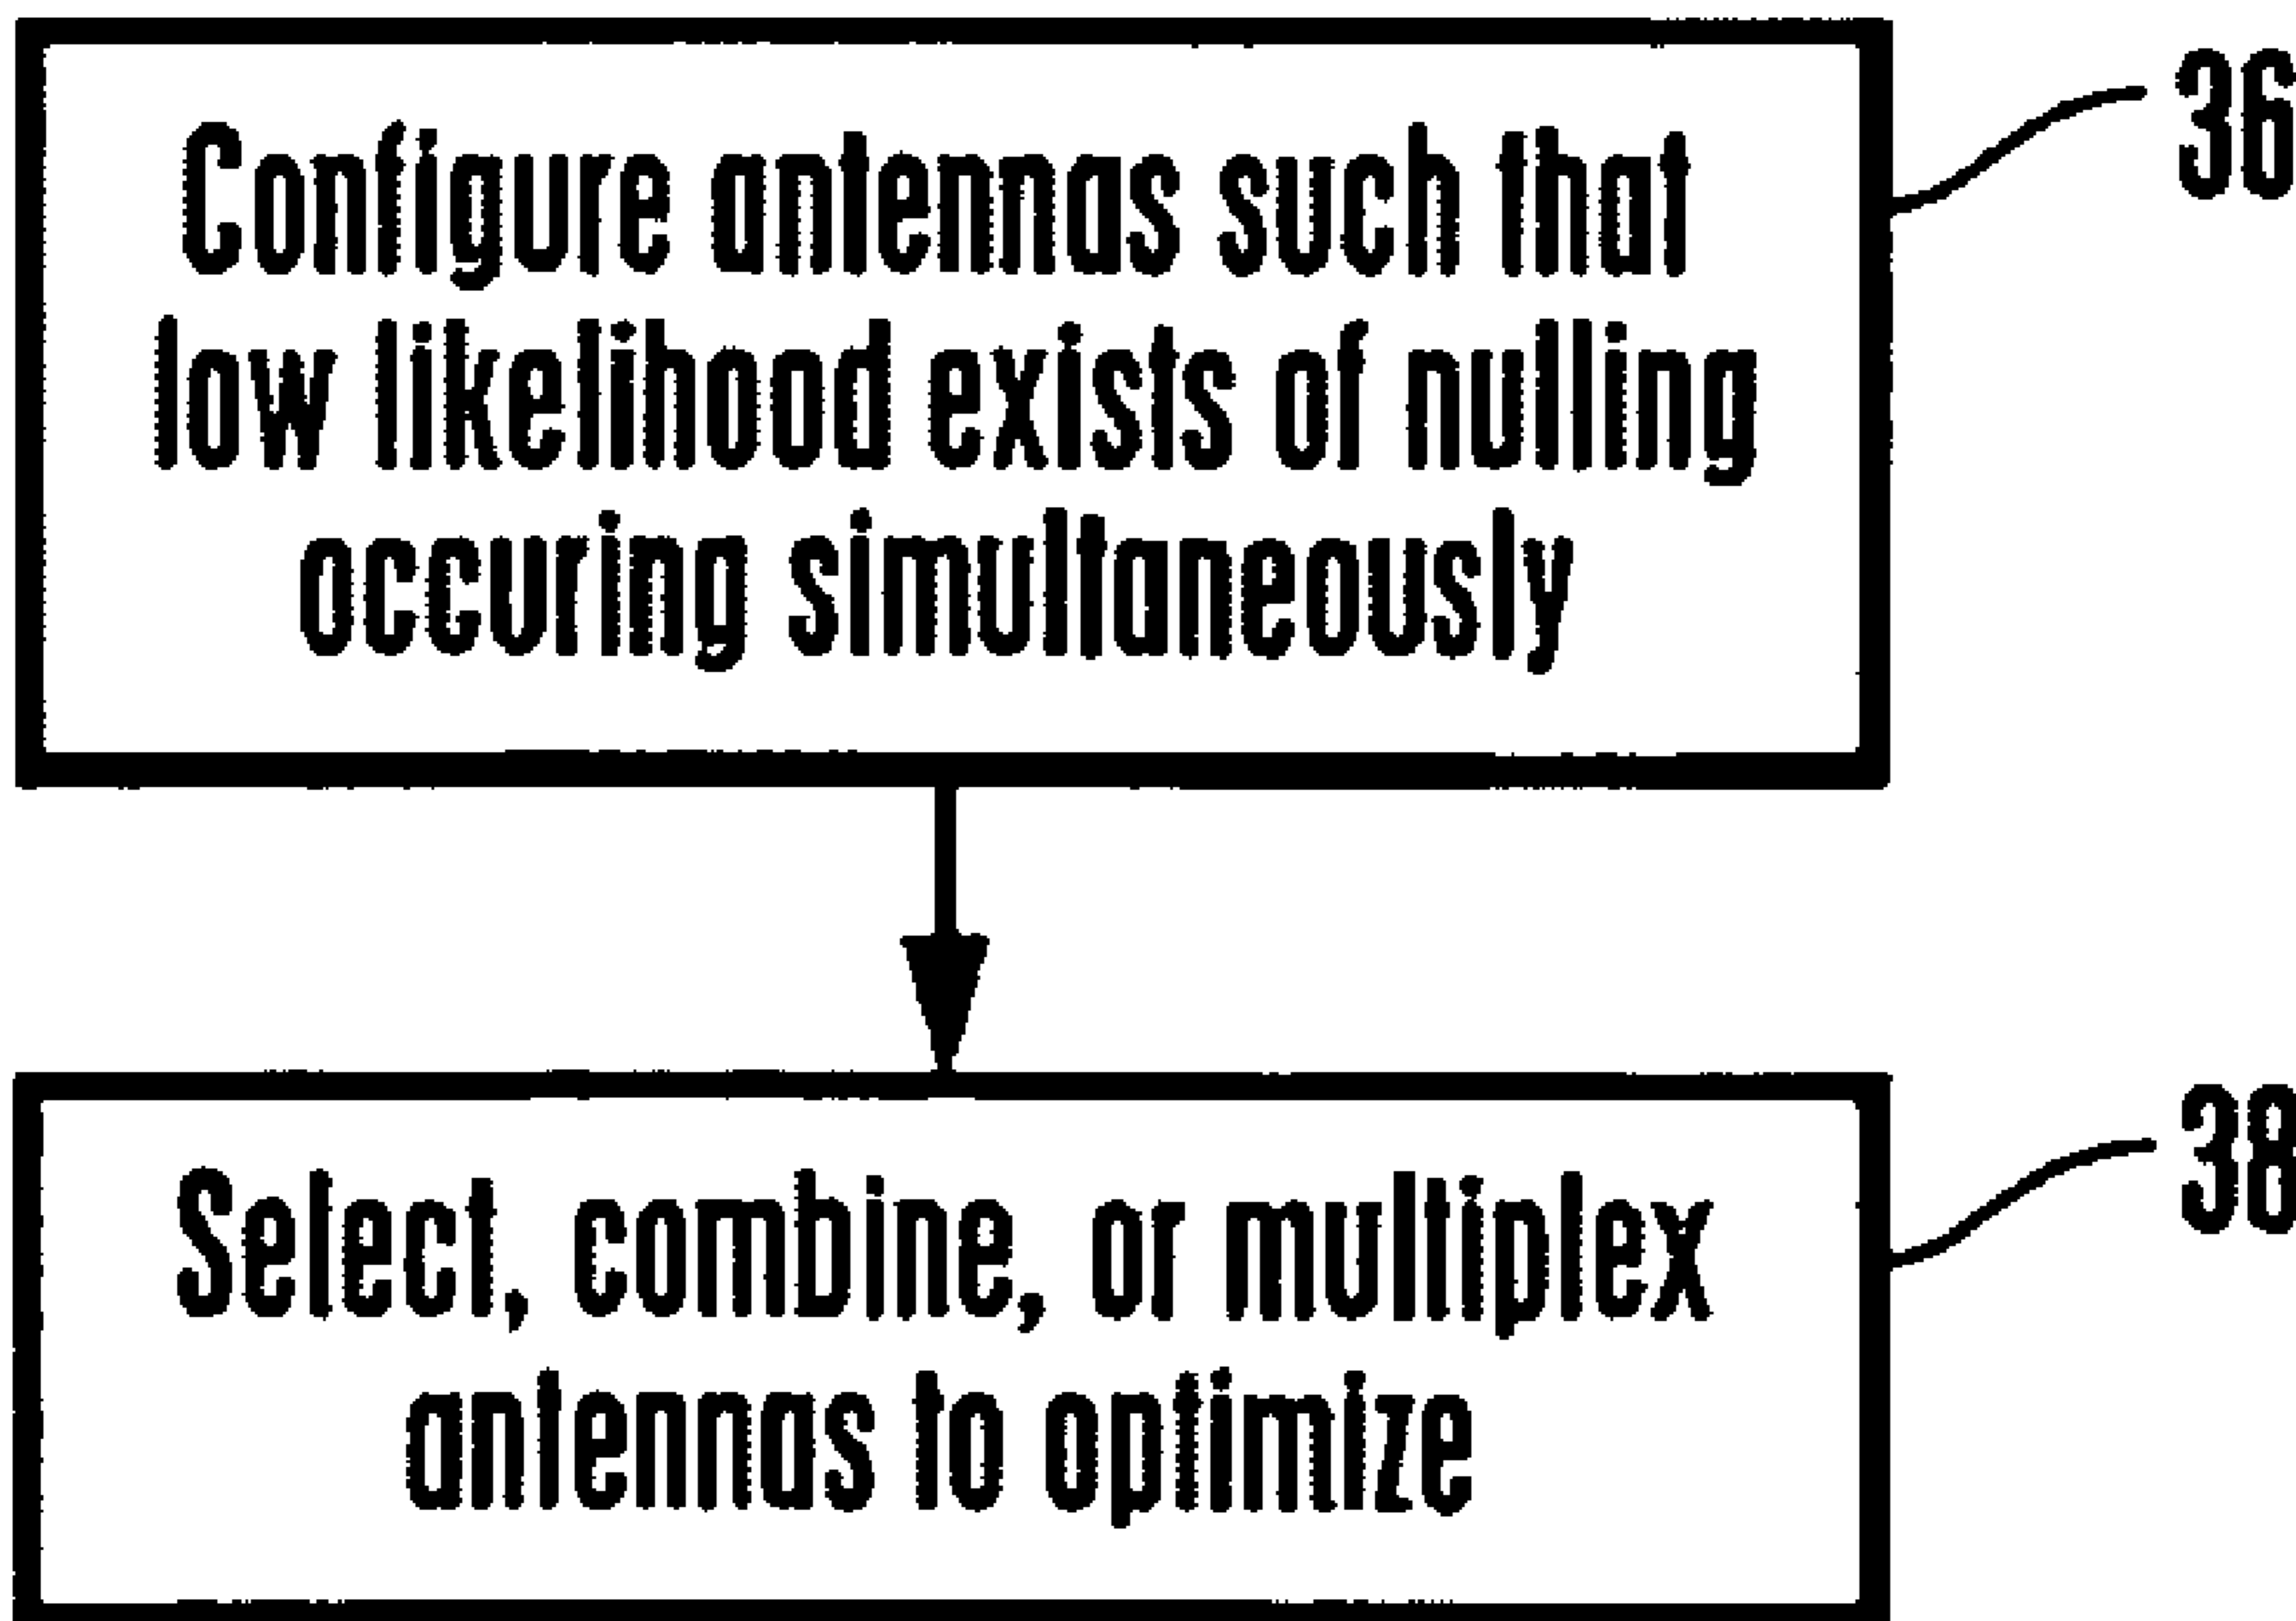 Configure antennas such that
low likelihood exists of nulling
occuring simultaneously
36
Select, combine, or multiplex
antennas to optimize
38